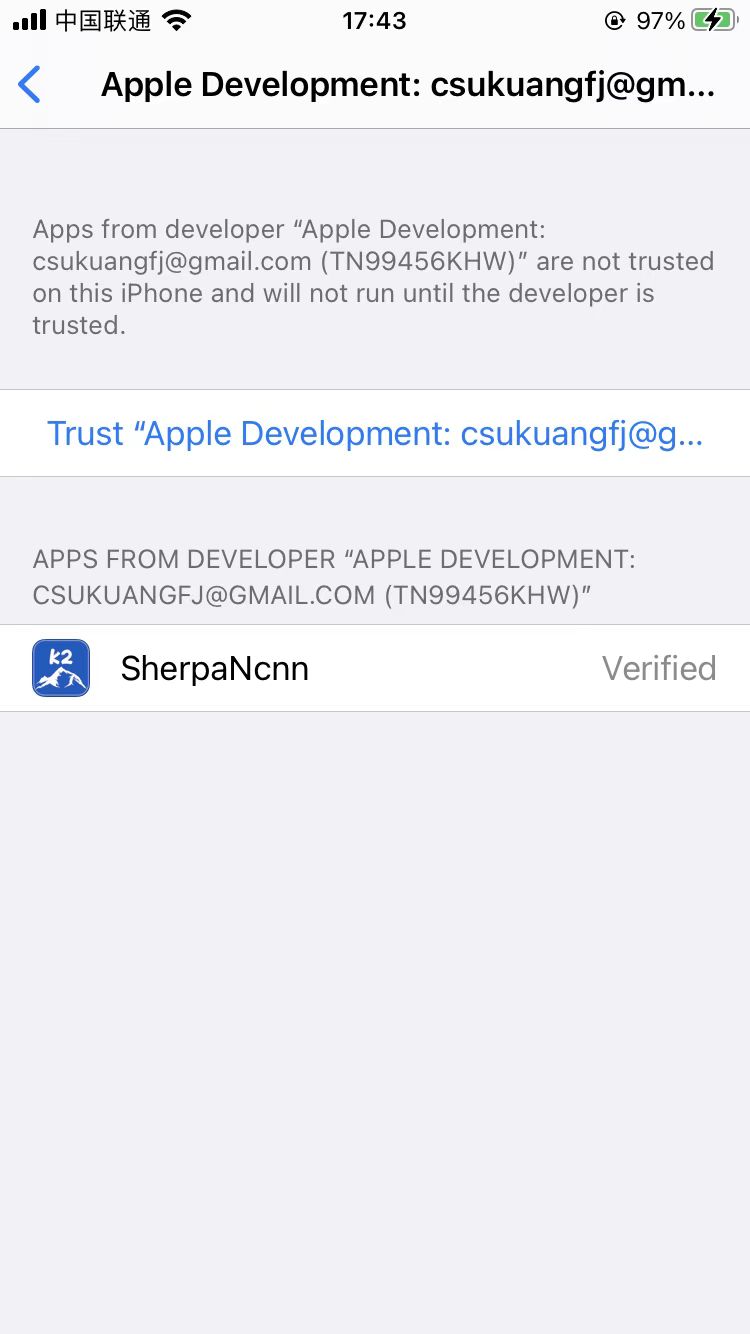 中国联通 17:43 97%
Apple Development: csukuangfj@gm...
Apps from developer “Apple Development:
csukuangfj@gmail.com (TN99456KHW)” are not trusted
on this iPhone and will not run until the developer is
trusted.
Trust “Apple Development: csukuangfj@g...
APPS FROM DEVELOPER “APPLE DEVELOPMENT:
CSUKUANGFJ@GMAIL.COM (TN99456KHW)”
k2
SherpaNcnn Verified